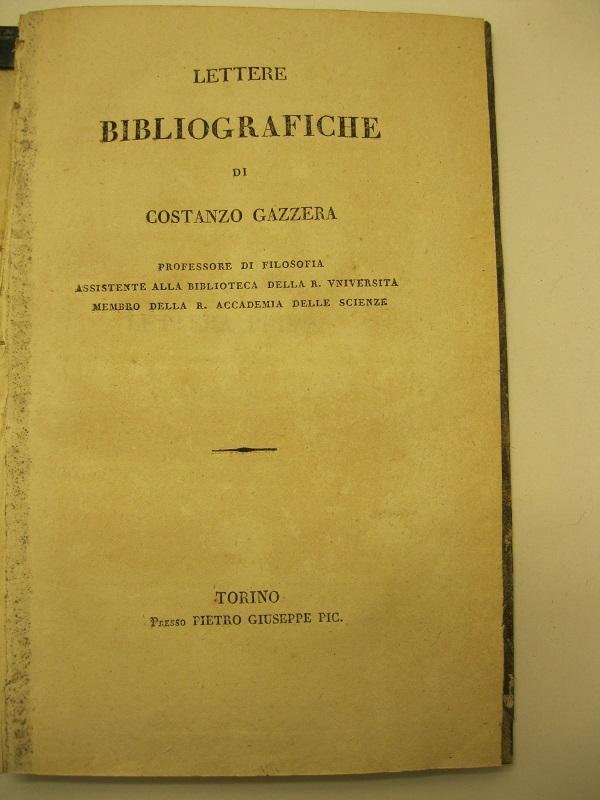 LETTERE
BIBLIOGRAFICHE
DI
COSTANZO GAZZERA
PROFESSORE DI FILOSOFIA
ASSISTENTE ALLA BIBLIOTECA DELLA R. VNIVERSITA
MEMBRO DELLA R. ACCADEMIA DELLE SCIENZE
TORINO
Presso PIETRO GIUSEPPE PIC.